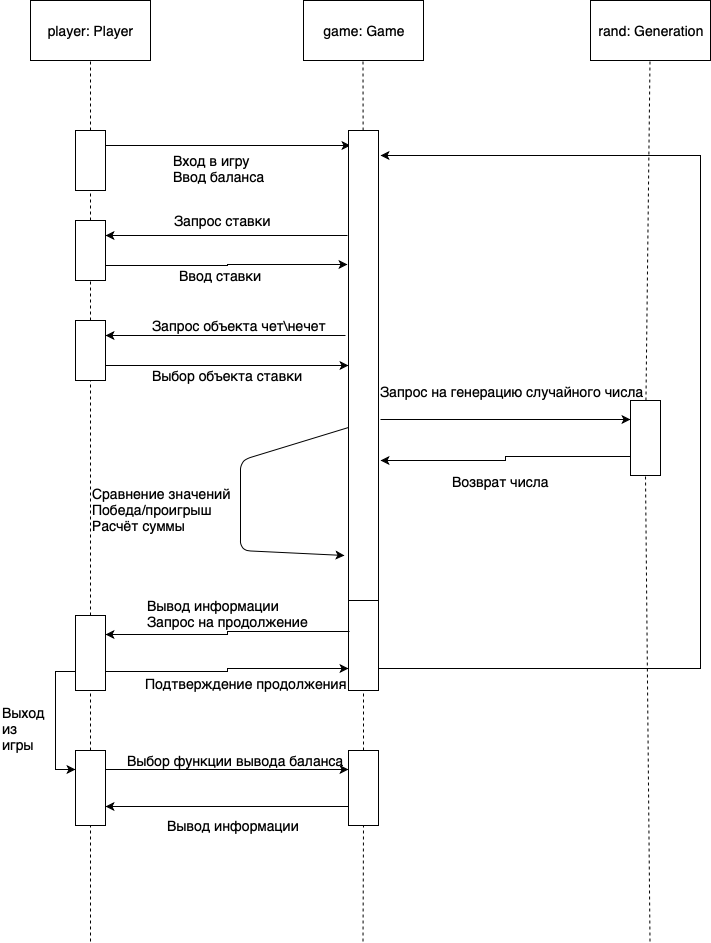 player: Player
game: Game
rand: Generation
Вход в игру
Ввод баланса
Запрос ставки
Ввод ставки
Запрос объекта чет\нечет
Выбор объекта ставки
Запрос на генерацию случайного числа
Возврат числа
Сравнение значений
Победа/проигрыш
Расчёт суммы
Вывод информации
Запрос на продолжение
Подтверждение продолжения
Выход
из
игры
Выбор функции вывода баланса
Вывод информации